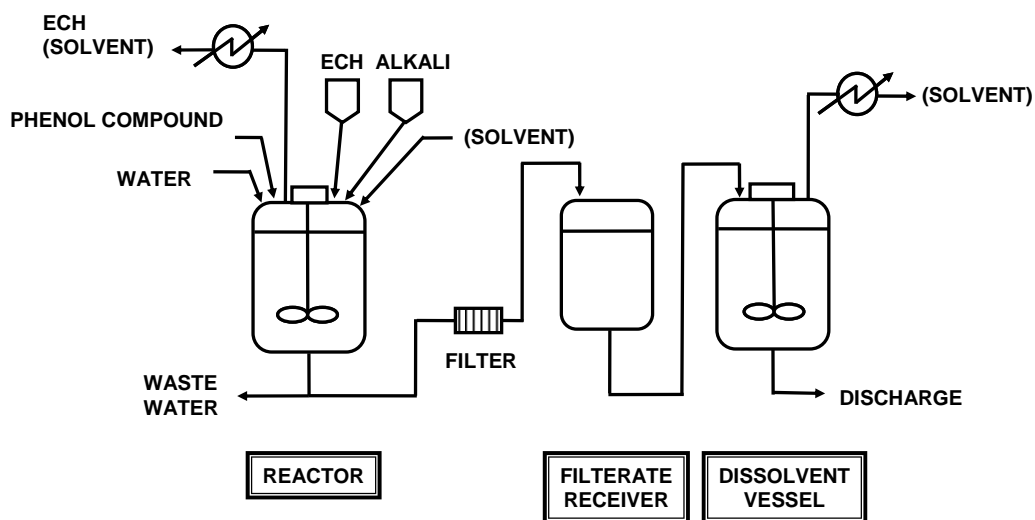 ECH
(SOLVENT)
ECH ALKALI
(SOLVENT)
PHENOL COMPOUND
(SOLVENT)
WATER
FILTER
WASTE
WATER
DISCHARGE
REACTOR
FILTERATE
RECEIVER
DISSOLVENT
VESSEL